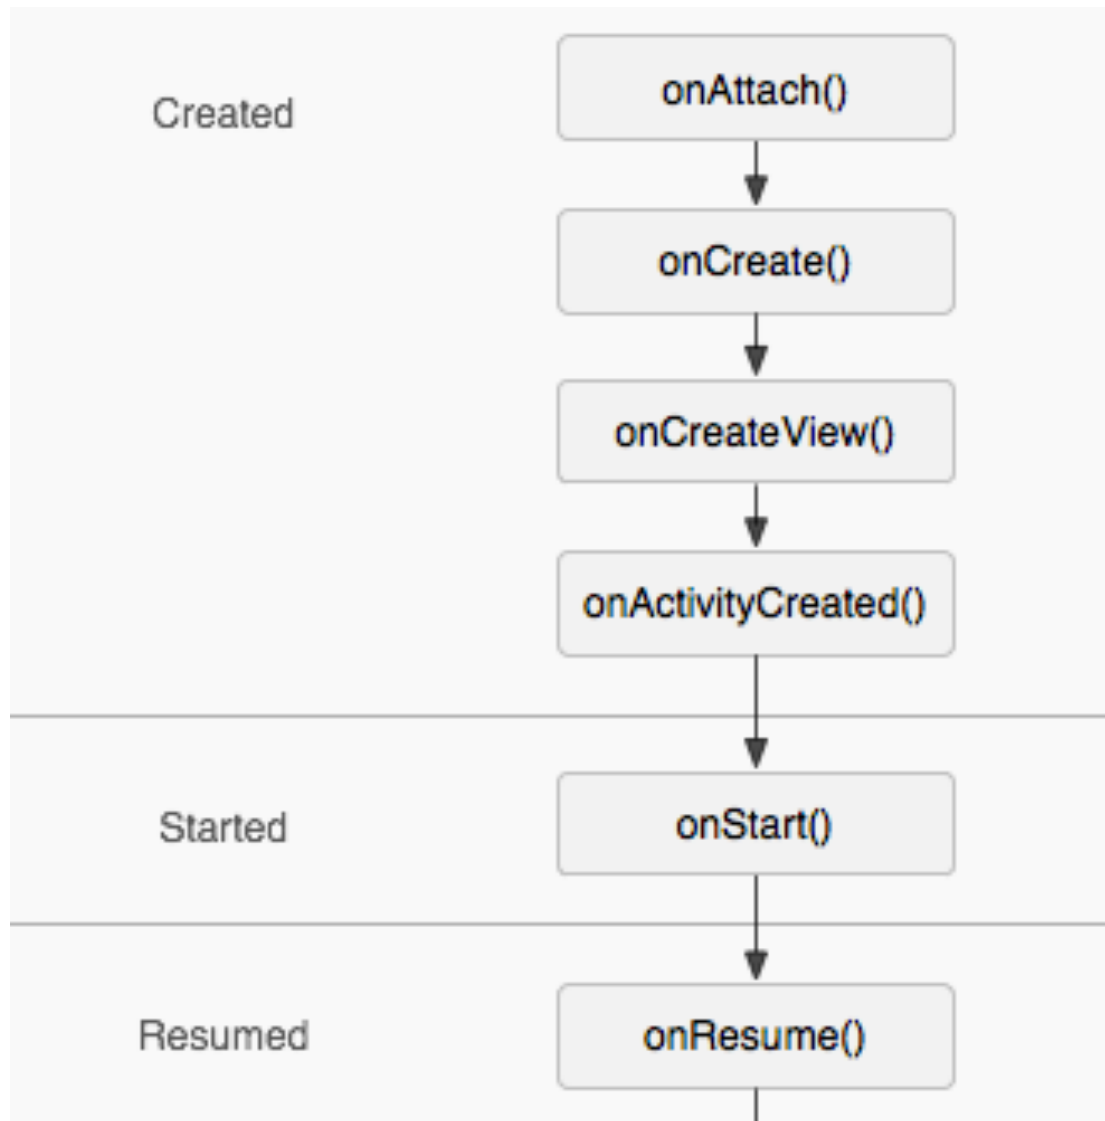 Created
onAttach()
onCreate()
onCreateView()
onActivityCreated()
Started
onStart()
Resumed
onResume()